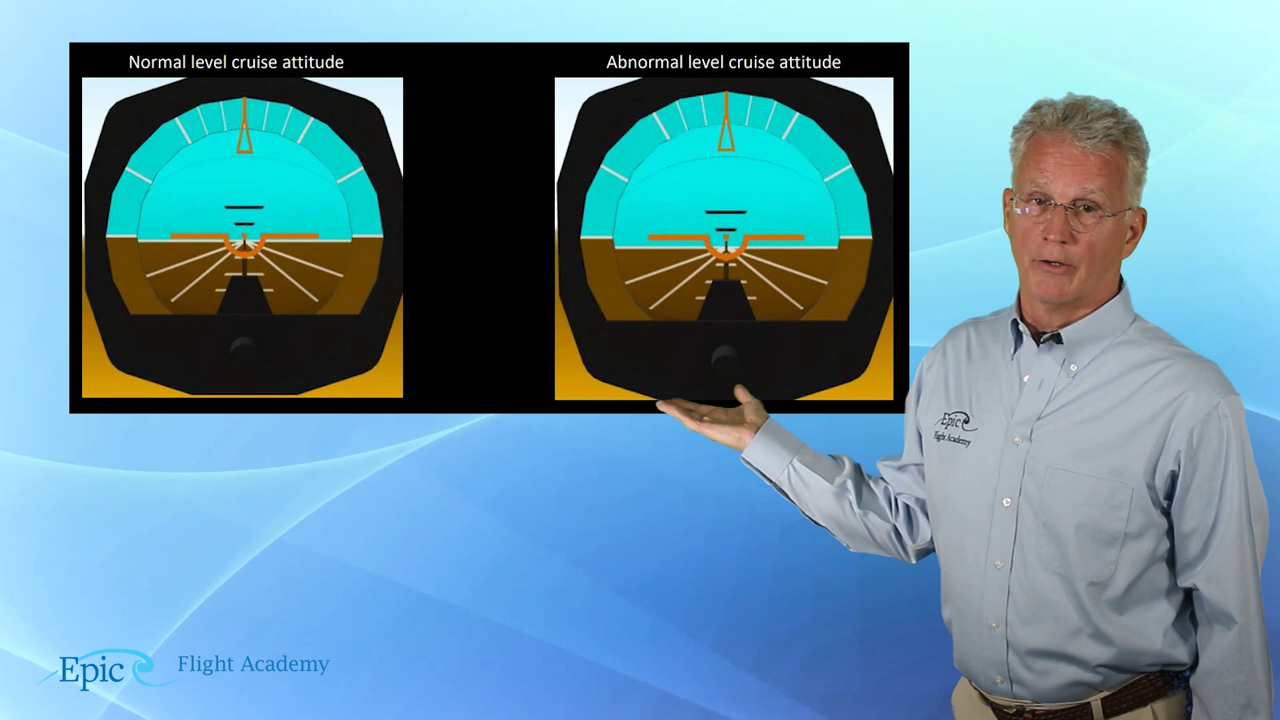 Normal level cruise attitude
Abnormal level cruise attitude
Epic
Flight Academy
Epic Flight Academy